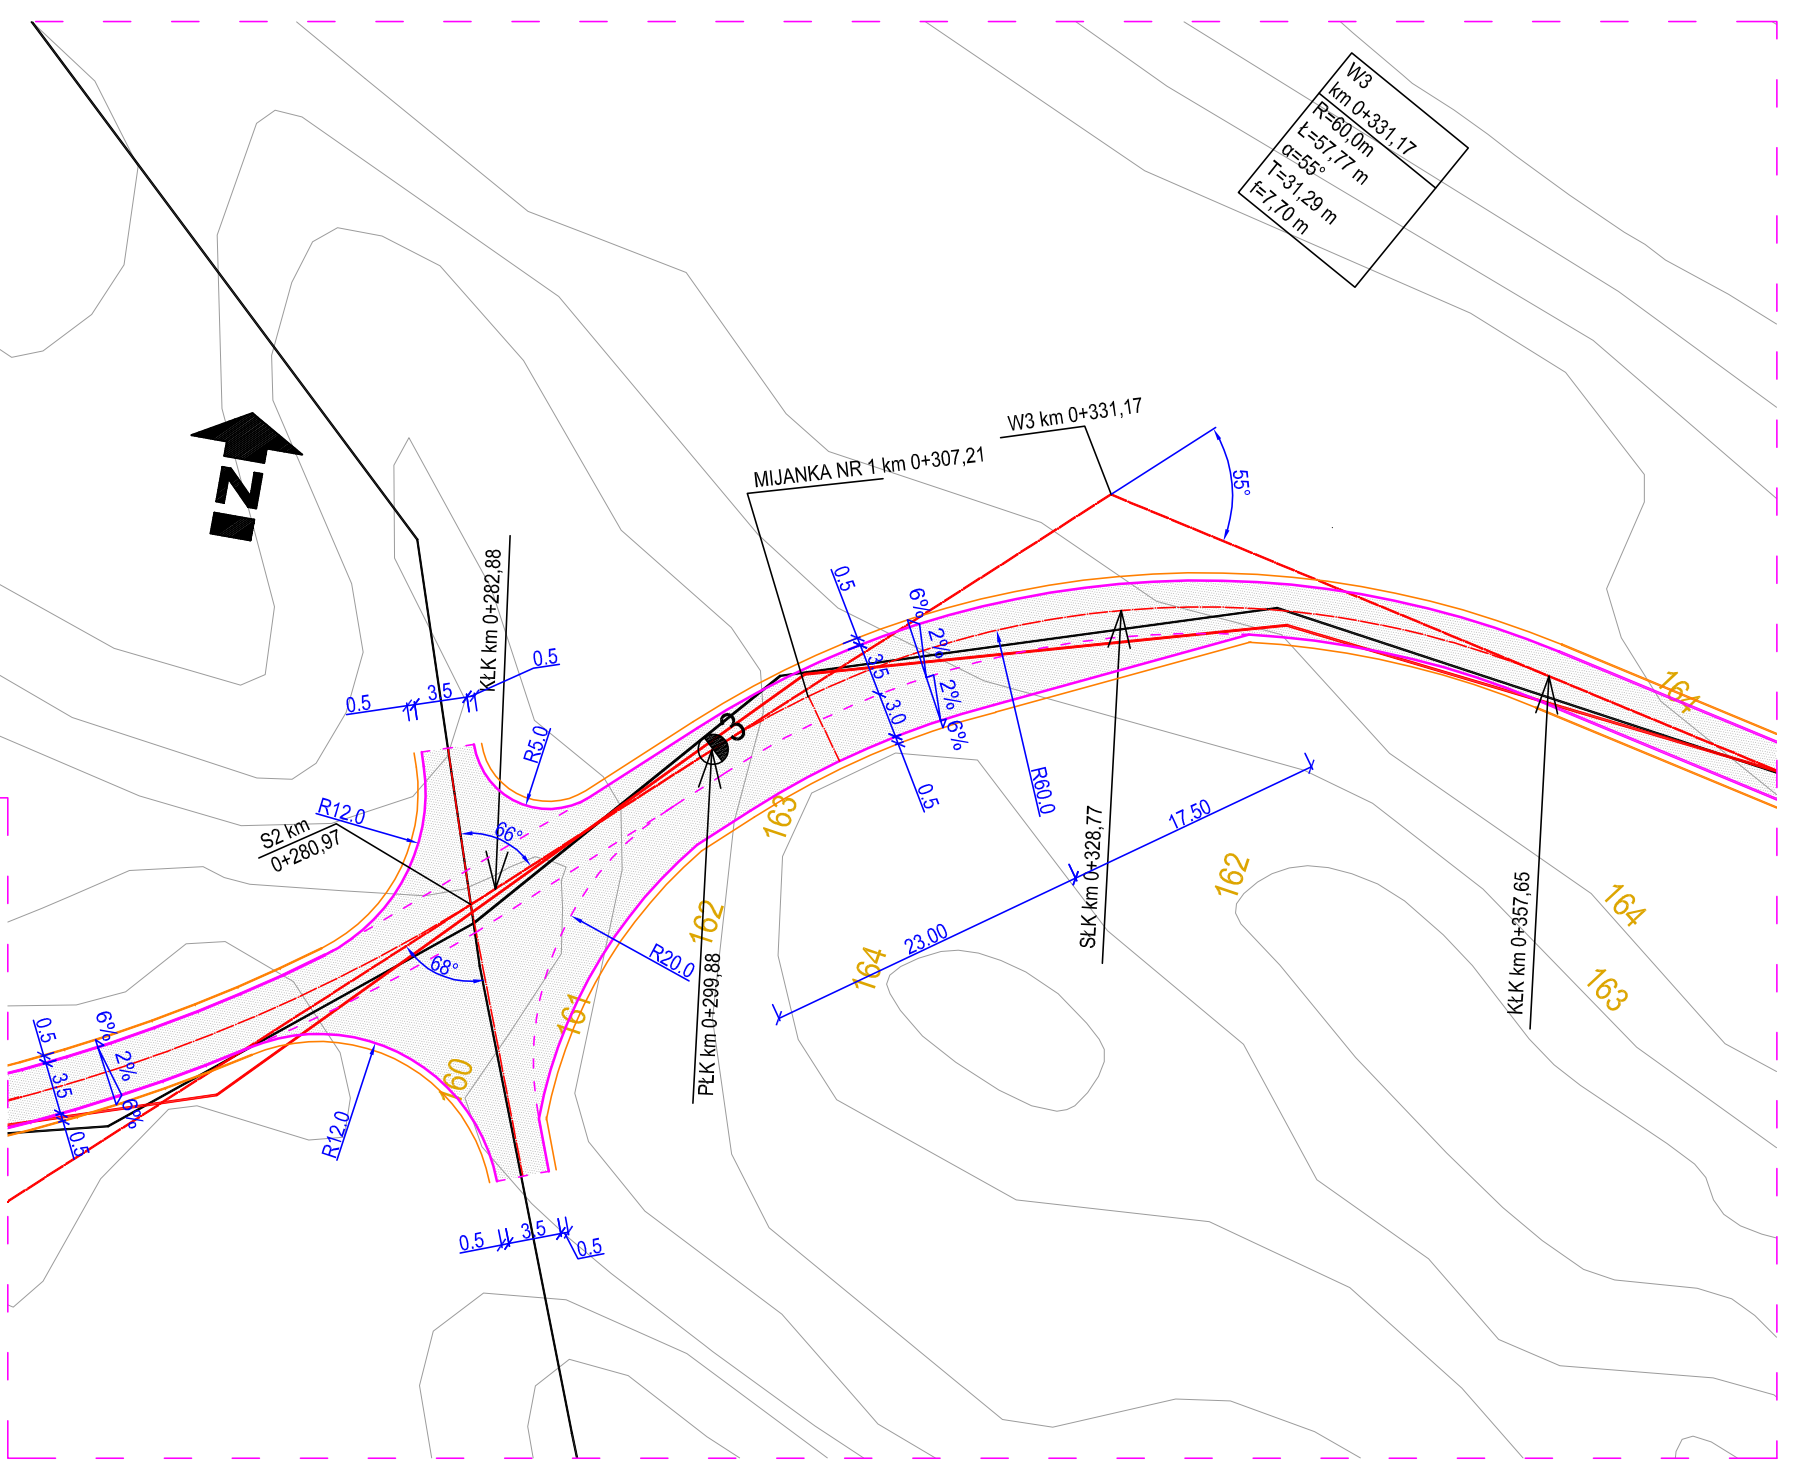 W3
km 0+331,17
R=60,0m
Ł=57,77 m
α=55°
T=31,29 m
f=7,70 m
W3 km 0+331,17
MIJANKA NR 1 km 0+307,21
55°
N
KŁK km 0+282,88
0.5
3.5
0.5
R5.0
R12.0
S2 km
0+280,97
66°
68°
3
0.5
3.5
3.0
0.5
6%
2%
2%
6%
R60.0
17.50
23.00
SŁK km 0+328,77
KŁK km 0+357,65
PŁK km 0+299,88
R20.0
163
162
161
160
164
162
164
164
163
0.5
3.5
0.5
6%
2%
6%
R12.0
0.5
3.5
0.5